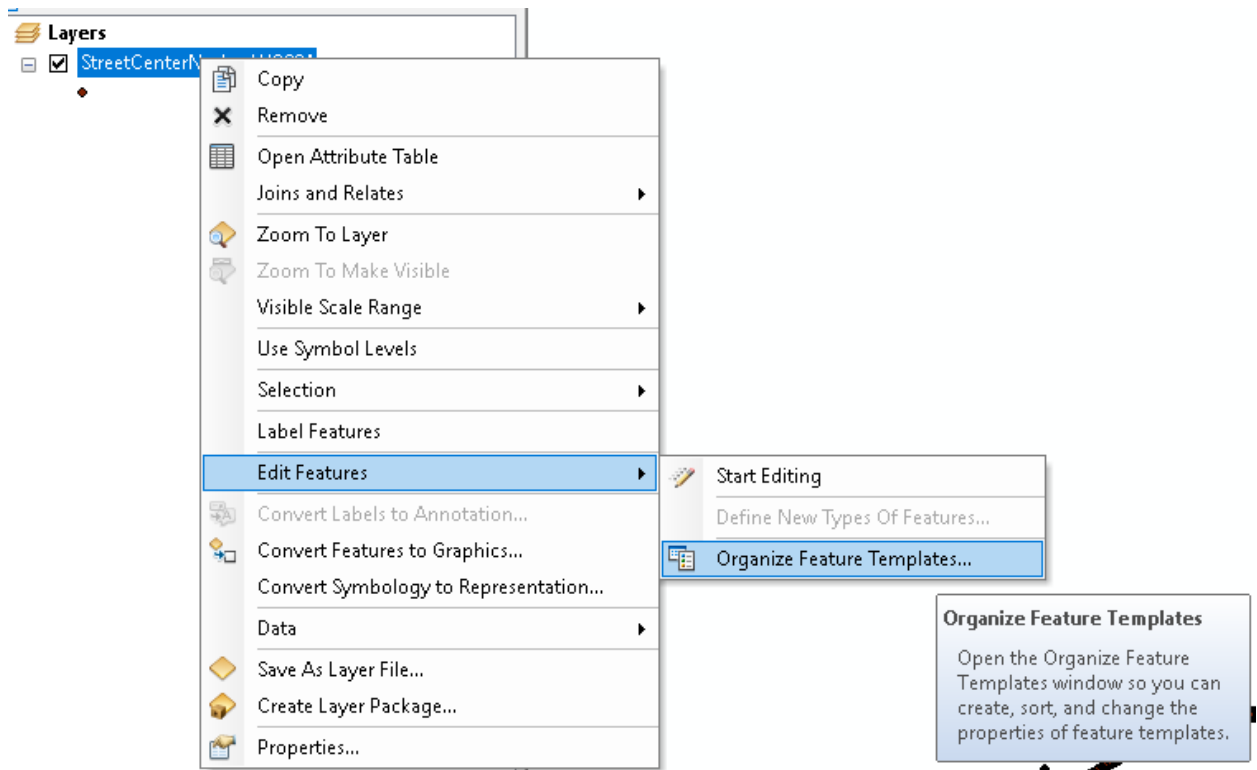 Layers
StreetCenterN
Copy
Remove
Open Attribute Table
Joins and Relates
Zoom To Layer
Zoom To Make Visible
Visible Scale Range
Use Symbol Levels
Selection
Label Features
Edit Features
Start Editing
Define New Types Of Features...
Organize Feature Templates...
Convert Labels to Annotation...
Convert Features to Graphics...
Convert Symbology to Representation...
Data
Save As Layer File...
Create Layer Package...
Properties...
Organize Feature Templates
Open the Organize Feature
Templates window so you can
create, sort, and change the
properties of feature templates.